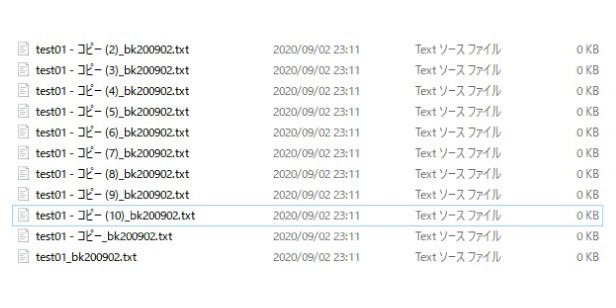 test01 - コピー (2)_bk200902.txt 2020/09/02 23:11 Text ソース ファイル 0 KB
test01 - コピー (3)_bk200902.txt 2020/09/02 23:11 Text ソース ファイル 0 KB
test01 - コピー (4)_bk200902.txt 2020/09/02 23:11 Text ソース ファイル 0 KB
test01 - コピー (5)_bk200902.txt 2020/09/02 23:11 Text ソース ファイル 0 KB
test01 - コピー (6)_bk200902.txt 2020/09/02 23:11 Text ソース ファイル 0 KB
test01 - コピー (7)_bk200902.txt 2020/09/02 23:11 Text ソース ファイル 0 KB
test01 - コピー (8)_bk200902.txt 2020/09/02 23:11 Text ソース ファイル 0 KB
test01 - コピー (9)_bk200902.txt 2020/09/02 23:11 Text ソース ファイル 0 KB
test01 - コピー (10)_bk200902.txt 2020/09/02 23:11 Text ソース ファイル 0 KB
test01 - コピー_bk200902.txt 2020/09/02 23:11 Text ソース ファイル 0 KB
test01_bk200902.txt 2020/09/02 23:11 Text ソース ファイル 0 KB